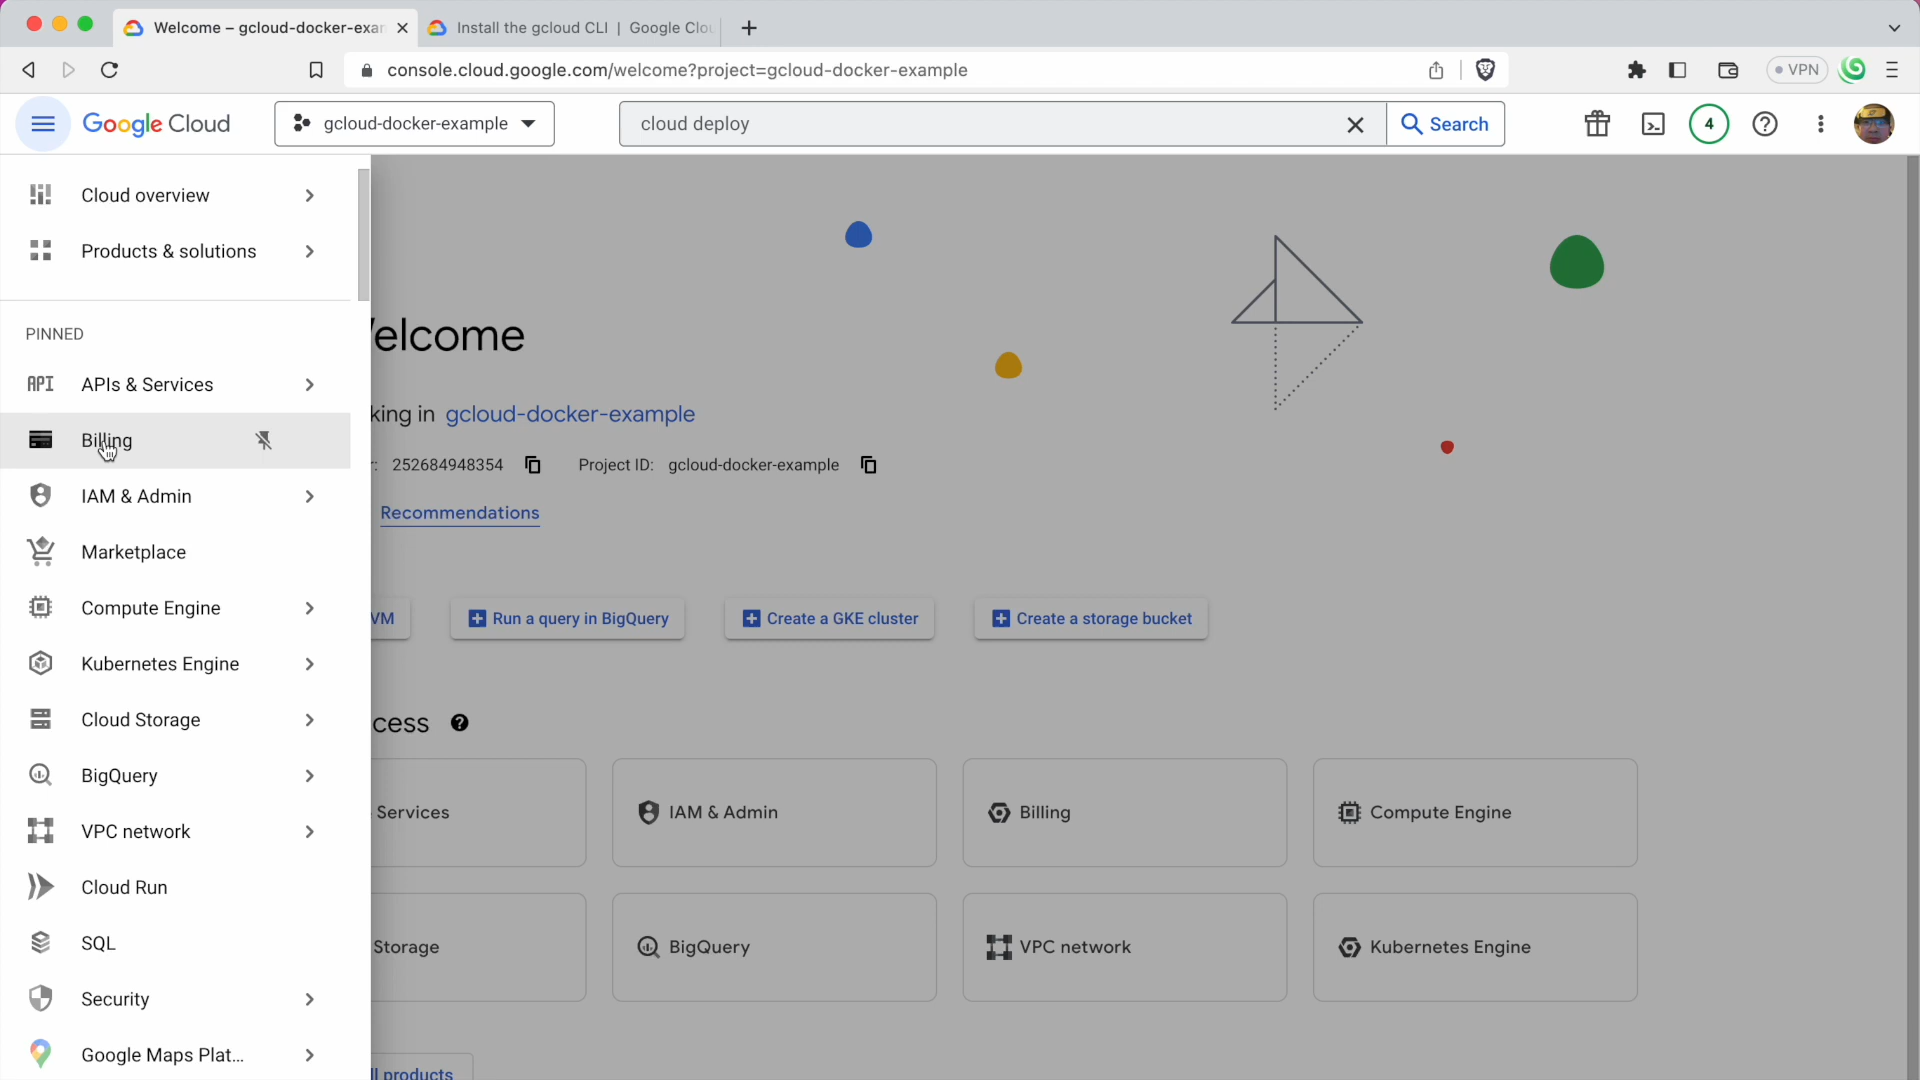 Welcome – gcloud-docker-exa
Install the gcloud CLI | Google Clou
console.cloud.google.com/welcome?project=gcloud-docker-example
VPN
Google Cloud
gcloud-docker-example
cloud deploy
Search
4
Cloud overview
Products & solutions
PINNED
API
APIs & Services
Billing
IAM & Admin
Marketplace
Compute Engine
Kubernetes Engine
Cloud Storage
BigQuery
VPC network
Cloud Run
SQL
Security
Google Maps Plat...
elcome
king in gcloud-docker-example
r: 252684948354
Project ID: gcloud-docker-example
Recommendations
VM
Run a query in BigQuery
Create a GKE cluster
Create a storage bucket
cess
Services
IAM & Admin
Billing
Compute Engine
Storage
BigQuery
VPC network
Kubernetes Engine
ll products